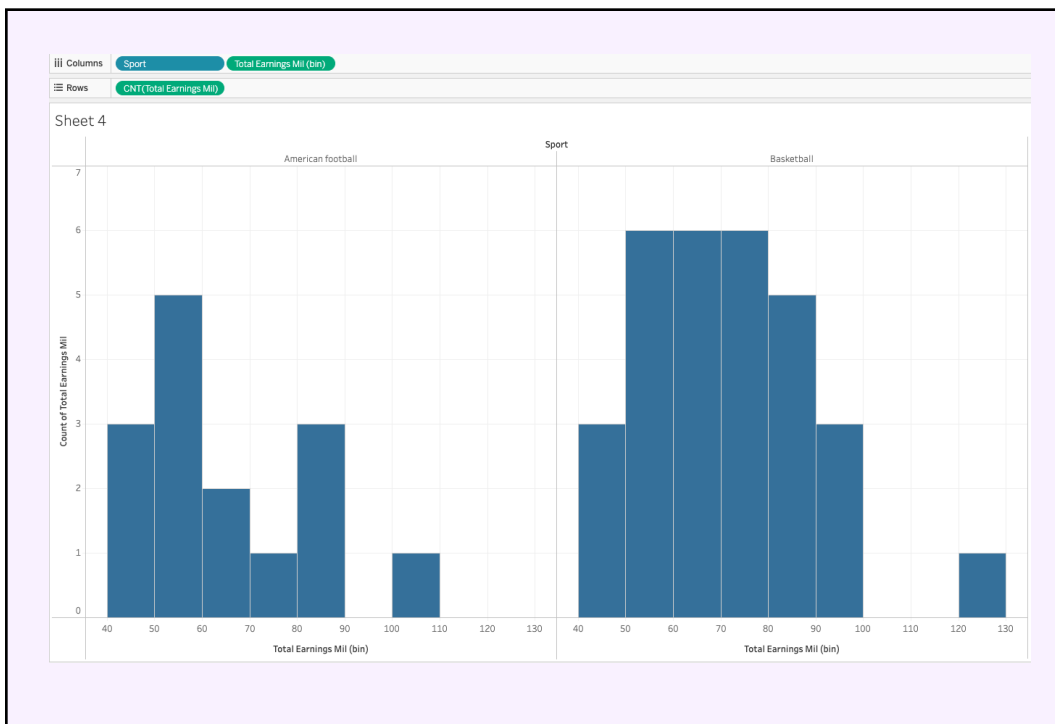 Columns Sport Total Earnings Mil (bin)
Rows CNT(Total Earnings Mil)
Sheet 4
Sport
American football Basketball
7
6
5
4
3
2
1
0
Count of Total Earnings Mil
40 50 60 70 80 90 100 110 120 130 40 50 60 70 80 90 100 110 120 130
Total Earnings Mil (bin) Total Earnings Mil (bin)